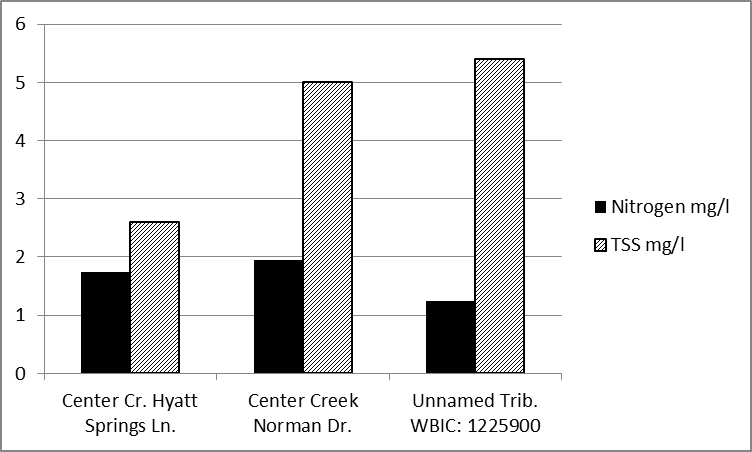 6
5
4
3
2
1
0
Center Cr. Hyatt
Springs Ln.
Center Creek
Norman Dr.
Unnamed Trib.
WBIC: 1225900
Nitrogen mg/l
TSS mg/l